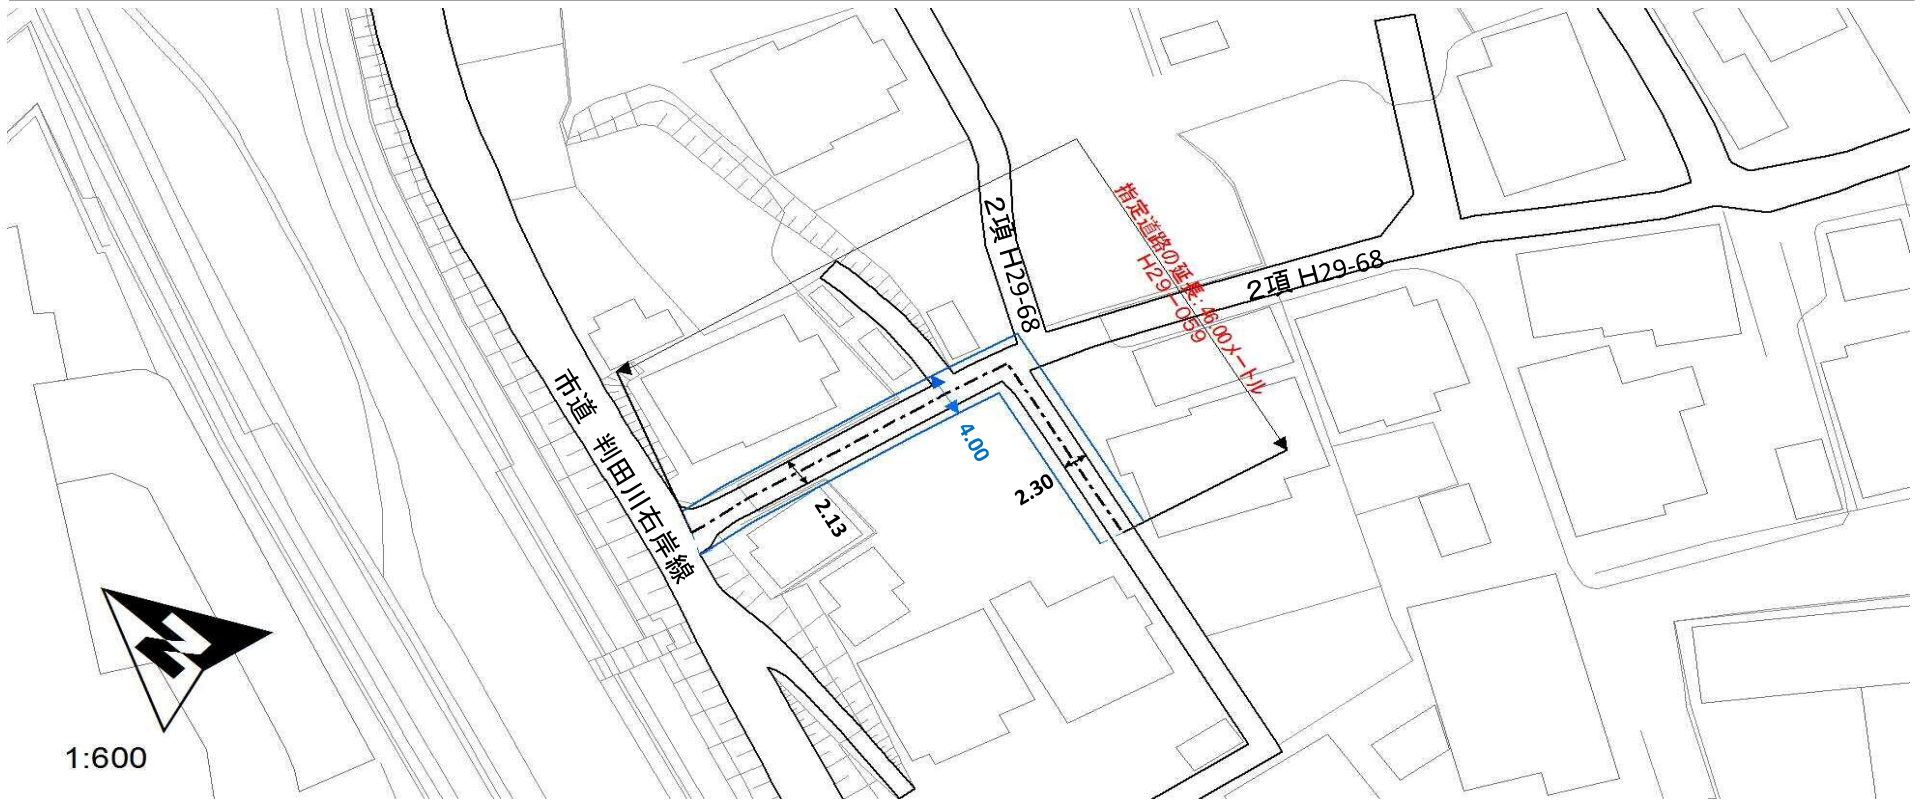 指定道路の延長：46.00メートル
H29-059
2項 H29-68
2項 H29-68
市道 判田川右岸線
4.00
2.13
2.30
N
1:600